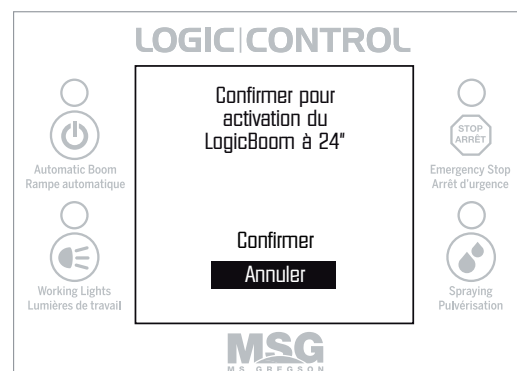 LOGIC|CONTROL
Confirmer pour
activation du
LogicBoom à 24"
Confirmer
Annuler
Automatic Boom
Rampe automatique
Working Lights
Lumières de travail
STOP
ARRÊT
Emergency Stop
Arrêt d'urgence
Spraying
Pulvérisation
MSG
MS GREGSON